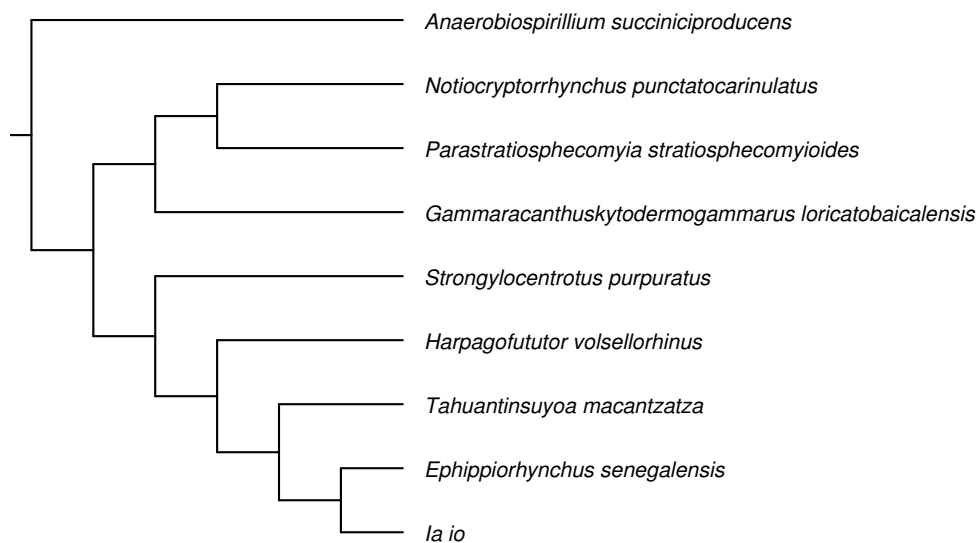 Anaerobiospirillium succiniciproducens
Notiocryptorrhynchus punctatocarinulatus
Parastratiosphecomyia stratiosphecomyioides
Gammaracanthuskytodermogammarus loricatobaicalensis
Strongylocentrotus purpuratus
Harpagofututor volsellorhinus
Tahuantinsuyoa macantzatza
Ephippiorhynchus senegalensis
Ia io